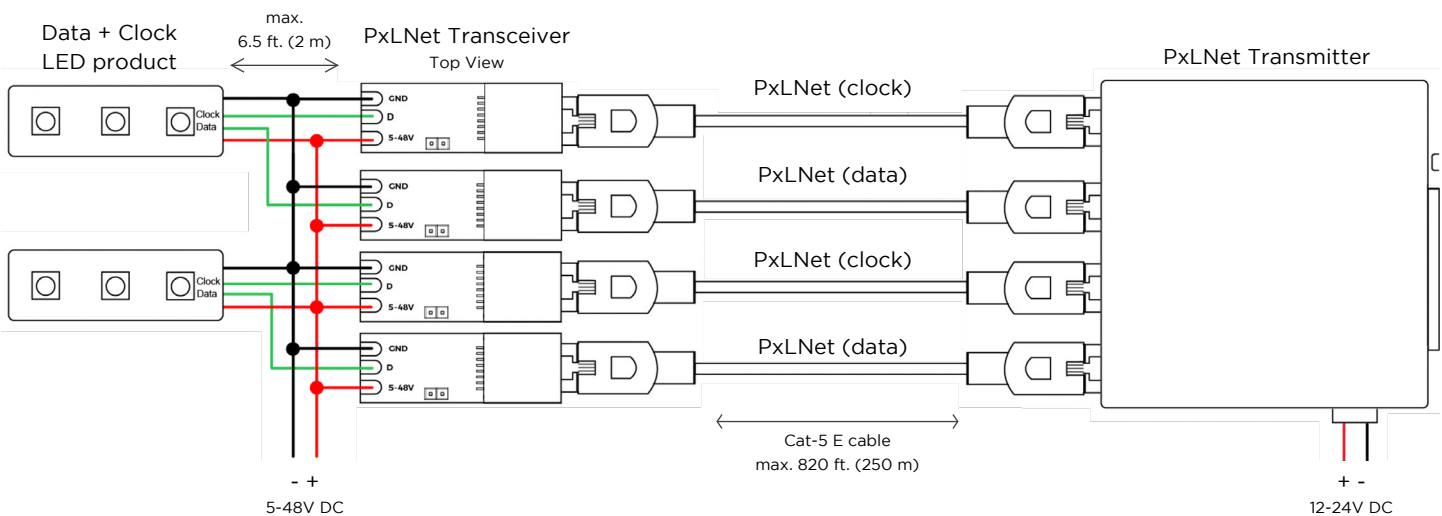 Data + Clock
LED product
max.
6.5 ft. (2 m)
PxLNet Transceiver
Top View
PxLNet Transmitter
Clock
Data
GND
D
5-48V
PxLNet (clock)
GND
D
5-48V
PxLNet (data)
Clock
Data
GND
D
5-48V
PxLNet (clock)
GND
D
5-48V
PxLNet (data)
Cat-5 E cable
max. 820 ft. (250 m)
- +
5-48V DC
+ -
12-24V DC